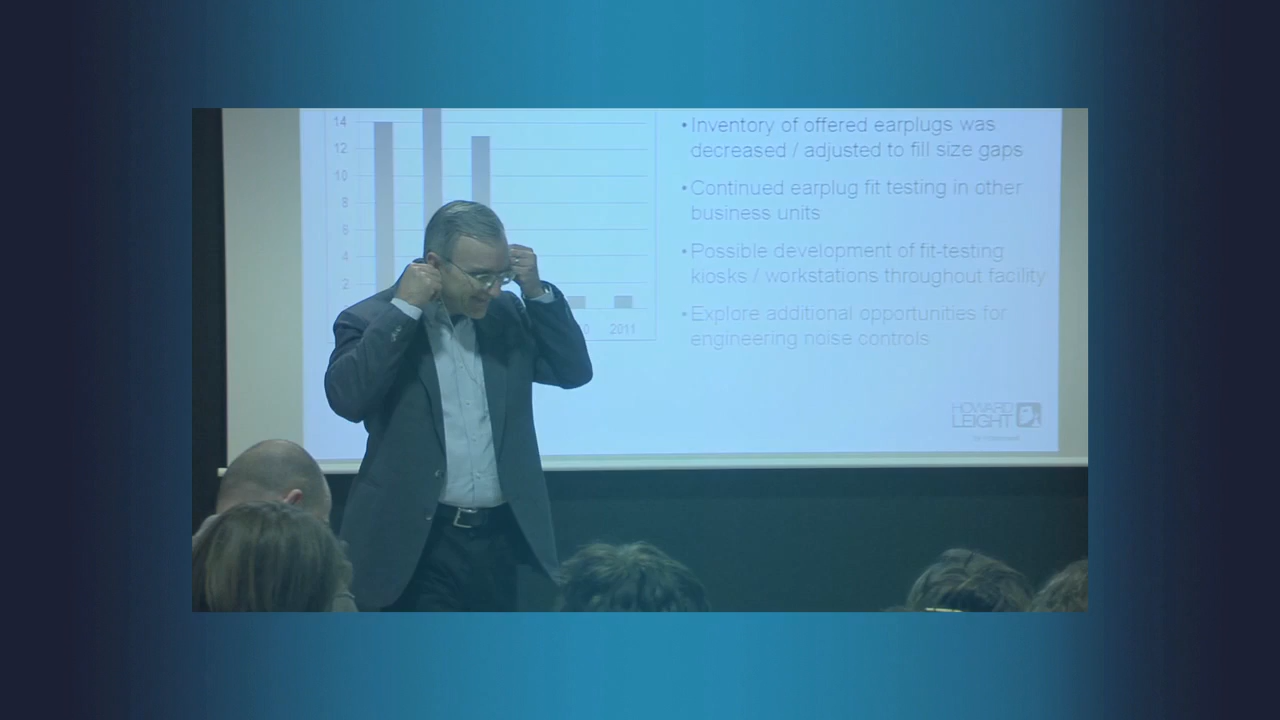 14
12
10
8
6
4
2
0
2011
•Inventory of offered earplugs was
decreased / adjusted to fill size gaps
•Continued earplug fit testing in other
business units
•Possible development of fit-testing
kiosks / workstations throughout facility
•Explore additional opportunities for
engineering noise controls
HOWARD
LEIGHT